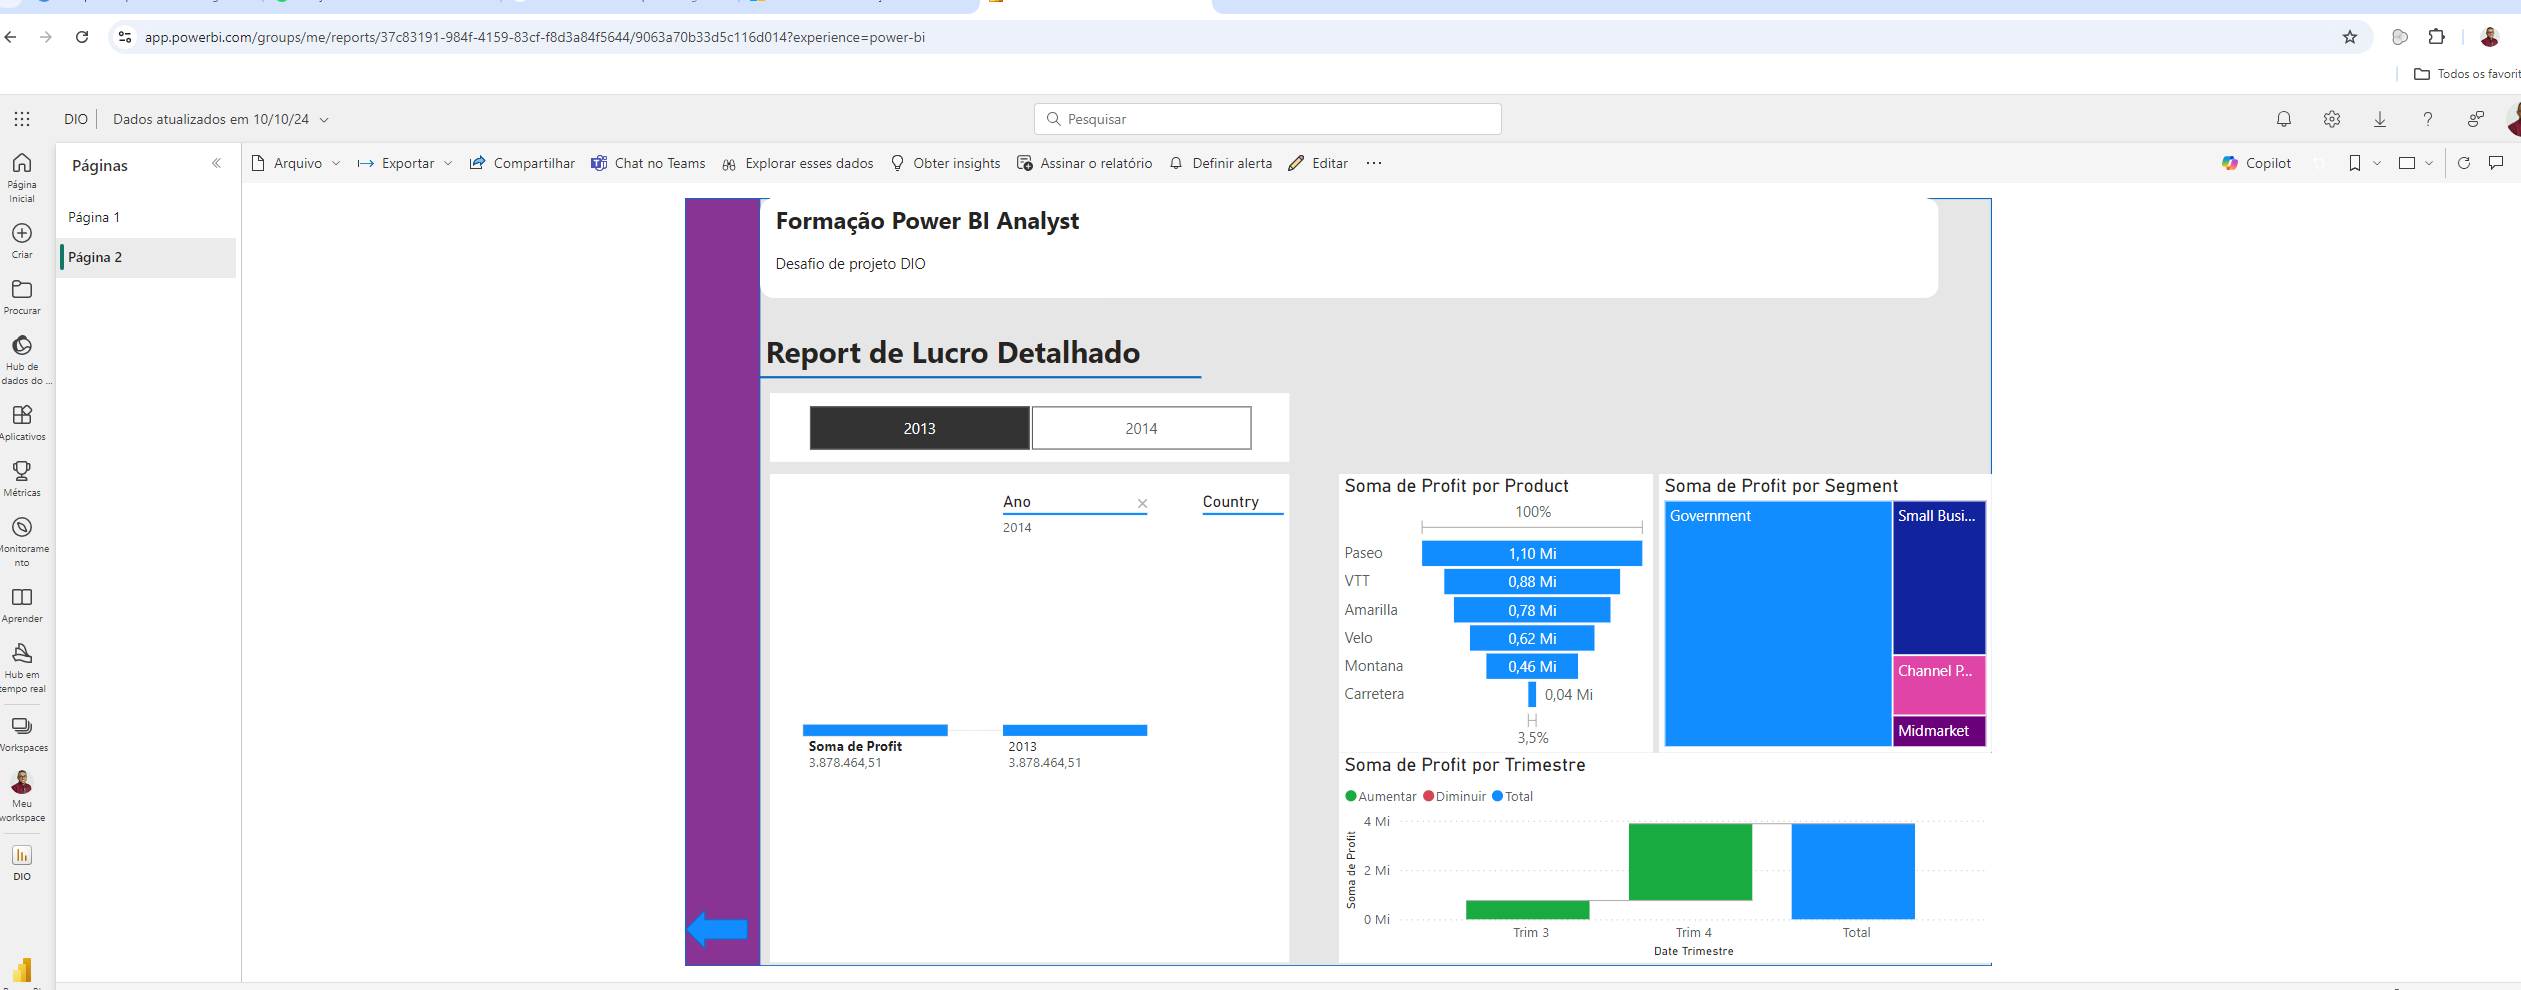 app.powerbi.com/groups/me/reports/37c83191-984f-4159-83cf-f8d3a84f5644/9063a70b33d5c116d014?experience=power-bi
Todos os favorit
DIO
Dados atualizados em 10/10/24
Pesquisar
Página
Inicial
Criar
Procurar
Hub de
dados do ...
Aplicativos
Métricas
Monitorame
nto
Aprender
Hub em
tempo real
Workspaces
Meu
workspace
DIO
Páginas
Página 1
Página 2
Arquivo
Exportar
Compartilhar
Chat no Teams
Explorar esses dados
Obter insights
Assinar o relatório
Definir alerta
Editar
Copilot
Formação Power BI Analyst
Desafio de projeto DIO
Report de Lucro Detalhado
2013
2014
Ano
2014
Country
Soma de Profit
3.878.464,51
2013
3.878.464,51
Soma de Profit por Product
100%
Paseo 1,10 Mi
VTT 0,88 Mi
Amarilla 0,78 Mi
Velo 0,62 Mi
Montana 0,46 Mi
Carretera 0,04 Mi
3,5%
Soma de Profit por Segment
Government
Small Busi...
Channel P...
Midmarket
Soma de Profit por Trimestre
Aumentar Diminuir Total
Soma de Profit
4 Mi
2 Mi
0 Mi
Trim 3
Trim 4
Total
Date Trimestre